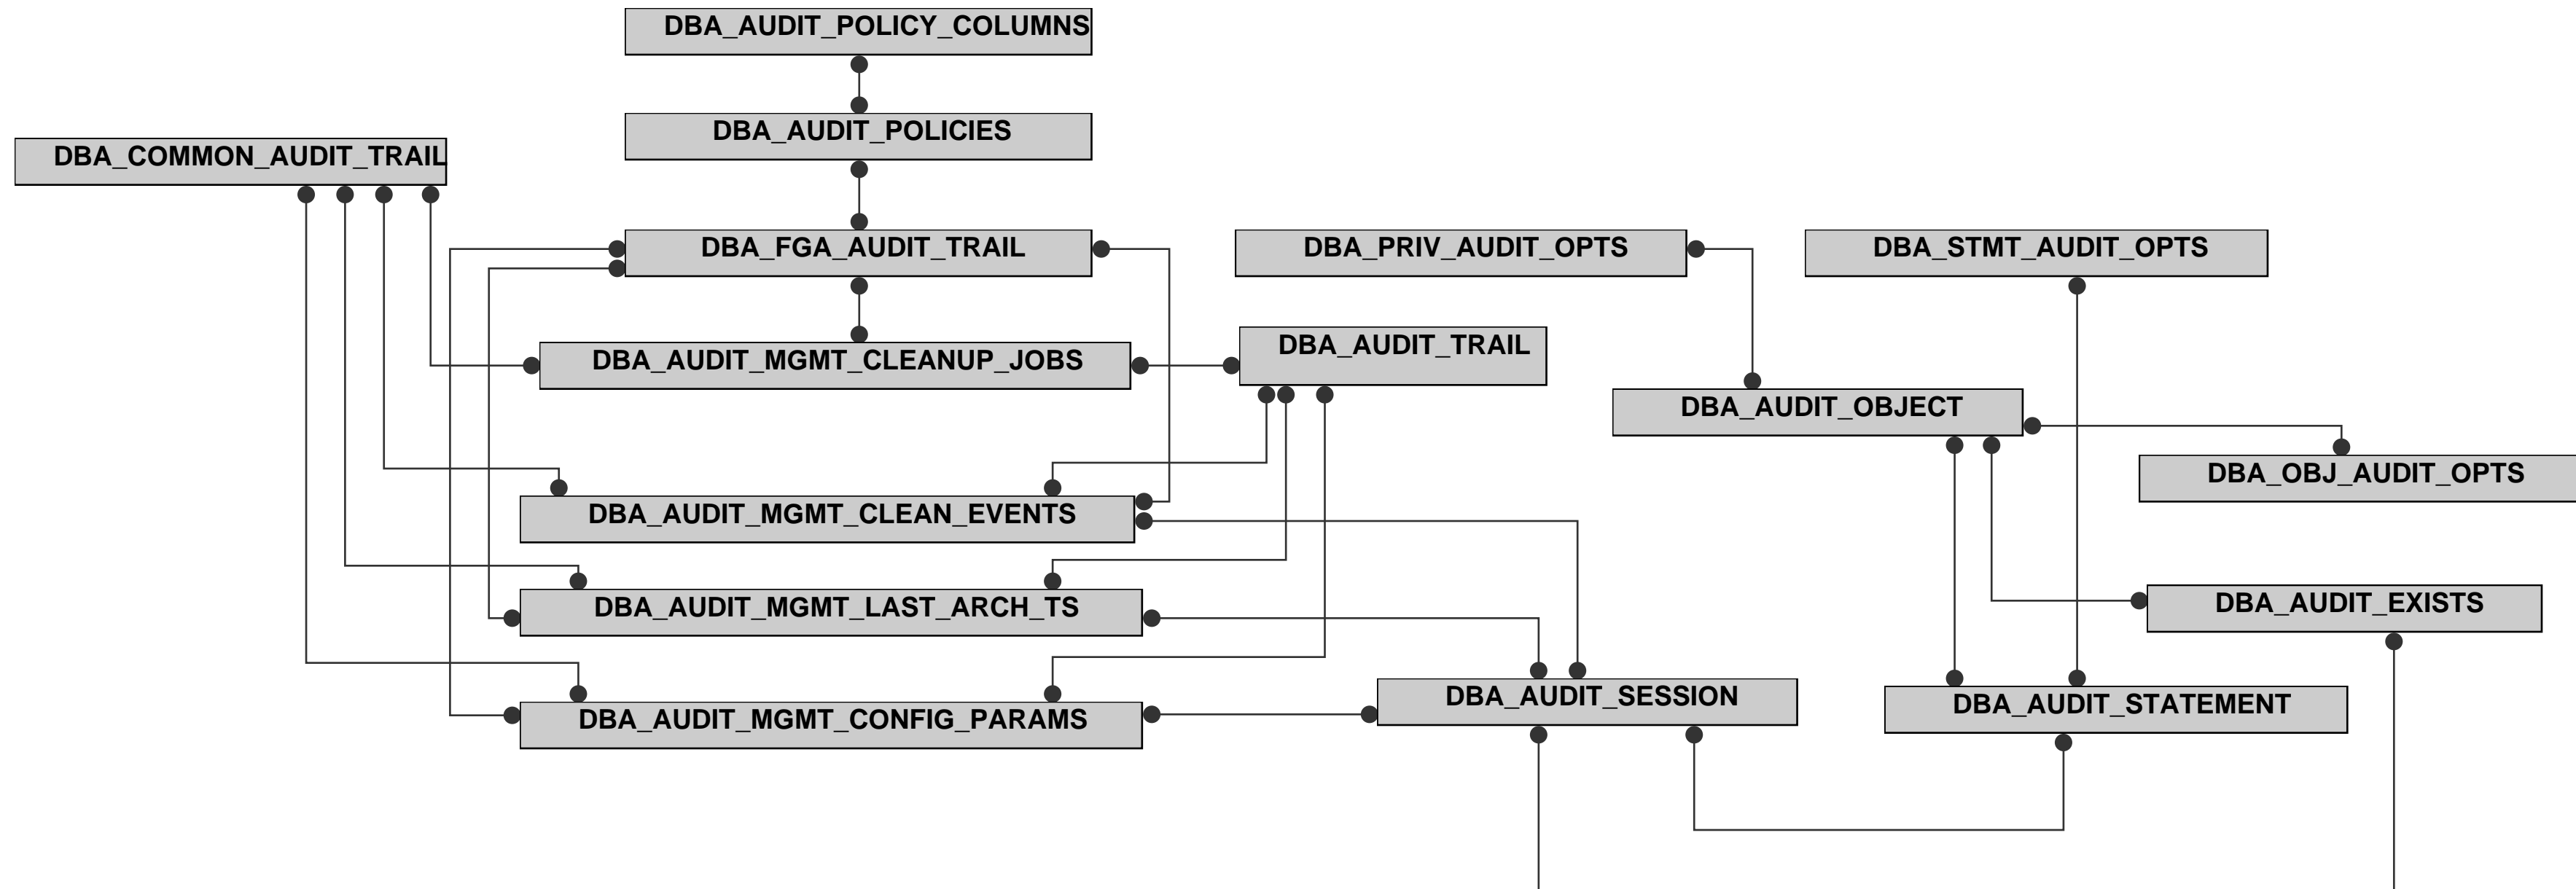 DBA_AUDIT_POLICY_COLUMNS
DBA_AUDIT_POLICIES
DBA_COMMON_AUDIT_TRAIL
DBA_FGA_AUDIT_TRAIL
DBA_PRIV_AUDIT_OPTS
DBA_STMT_AUDIT_OPTS
DBA_AUDIT_MGMT_CLEANUP_JOBS
DBA_AUDIT_TRAIL
DBA_AUDIT_OBJECT
DBA_OBJ_AUDIT_OPTS
DBA_AUDIT_MGMT_CLEAN_EVENTS
DBA_AUDIT_MGMT_LAST_ARCH_TS
DBA_AUDIT_EXISTS
DBA_AUDIT_SESSION
DBA_AUDIT_STATEMENT
DBA_AUDIT_MGMT_CONFIG_PARAMS